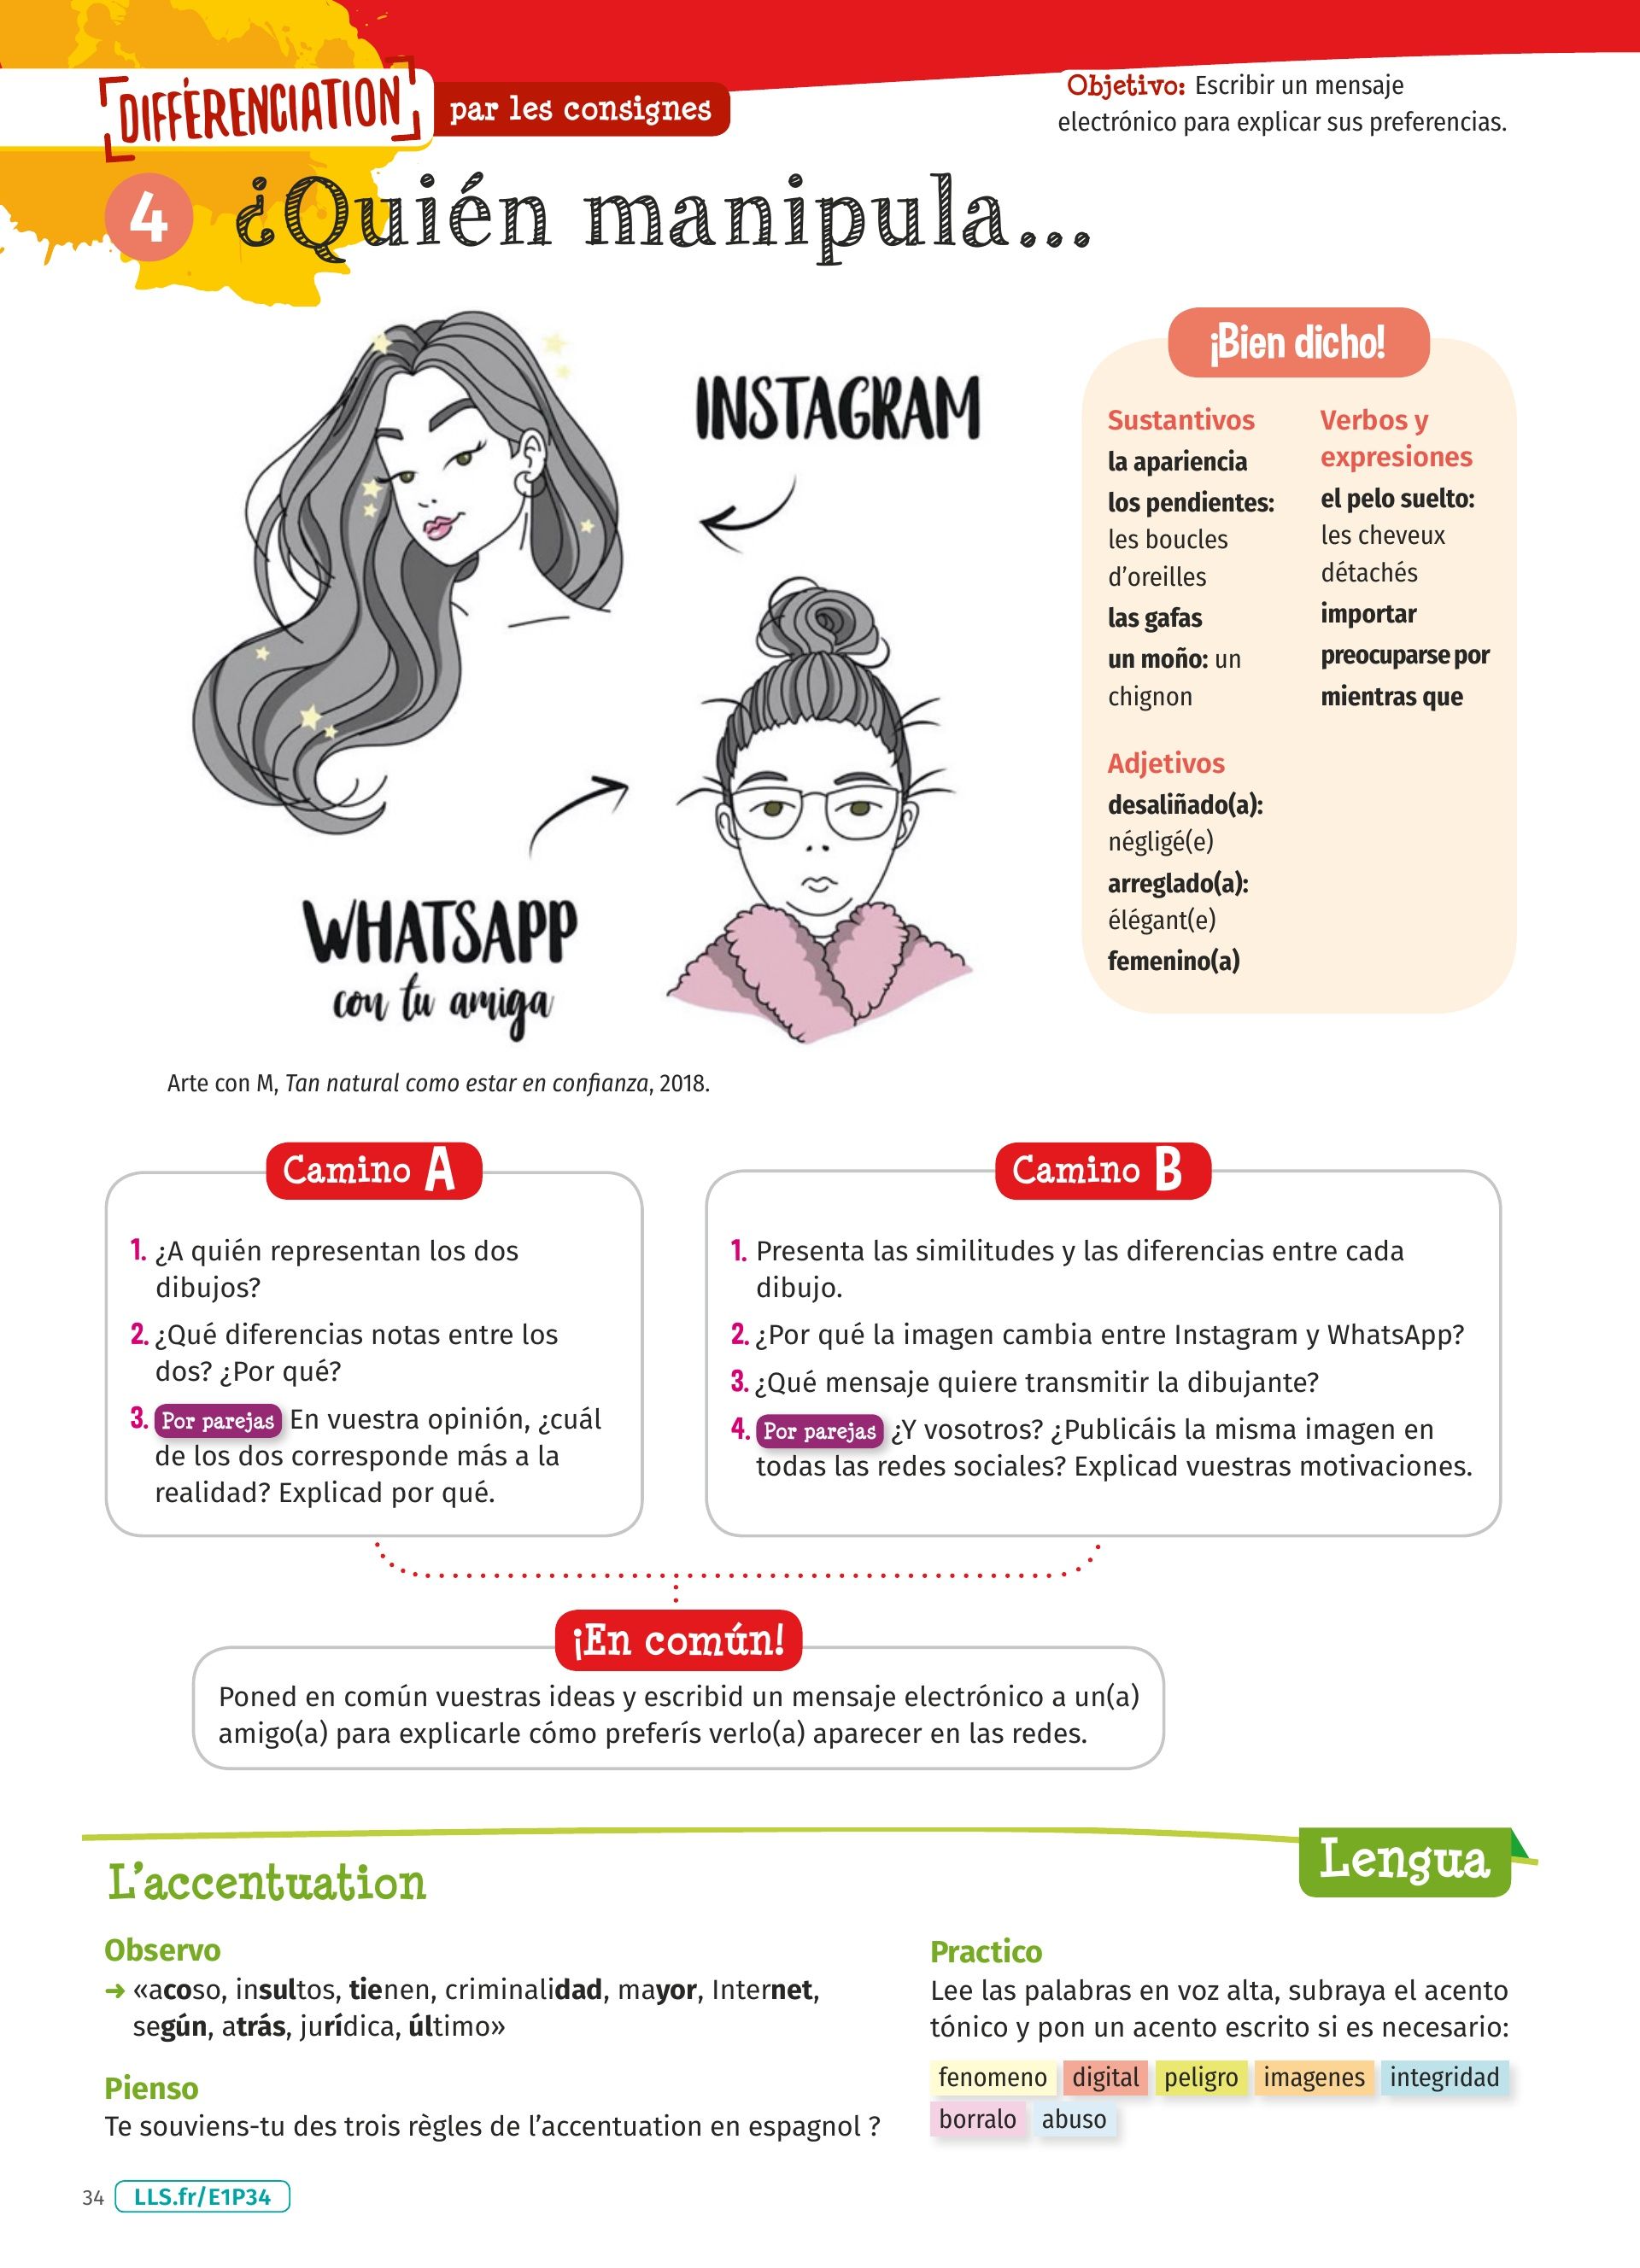 DIFFÉRENCIATION par les consignes
Objetivo: Escribir un mensaje
electrónico para explicar sus preferencias.
4 ¿Quién manipula...
INSTAGRAM
WHATSAPP
con tu amiga
Arte con M, Tan natural como estar en confianza, 2018.
¡Bien dicho!
Sustantivos
la apariencia
los pendientes:
les boucles
d’oreilles
las gafas
un moño: un
chignon
Adjetivos
desaliñado(a):
négligé(e)
arreglado(a):
élégant(e)
femenino(a)
Verbos y
expresiones
el pelo suelto:
les cheveux
détachés
importar
preocuparse por
mientras que
Camino A
1. ¿A quién representan los dos
dibujos?
2. ¿Qué diferencias notas entre los
dos? ¿Por qué?
3. Por parejas En vuestra opinión, ¿cuál
de los dos corresponde más a la
realidad? Explicad por qué.
Camino B
1. Presenta las similitudes y las diferencias entre cada
dibujo.
2. ¿Por qué la imagen cambia entre Instagram y WhatsApp?
3. ¿Qué mensaje quiere transmitir la dibujante?
4. Por parejas ¿Y vosotros? ¿Publicáis la misma imagen en
todas las redes sociales? Explicad vuestras motivaciones.
¡En común!
Poned en común vuestras ideas y escribid un mensaje electrónico a un(a)
amigo(a) para explicarle cómo preferís verlo(a) aparecer en las redes.
Lengua
L’accentuation
Observo
➜ «acoso, insultos, tienen, criminalidad, mayor, Internet,
según, atrás, jurídica, último»
Pienso
Te souviens-tu des trois règles de l’accentuation en espagnol ?
Practico
Lee las palabras en voz alta, subraya el acento
tónico y pon un acento escrito si es necesario:
fenomeno digital peligro imagenes integridad
borralo abuso
34 LLS.fr/E1P34